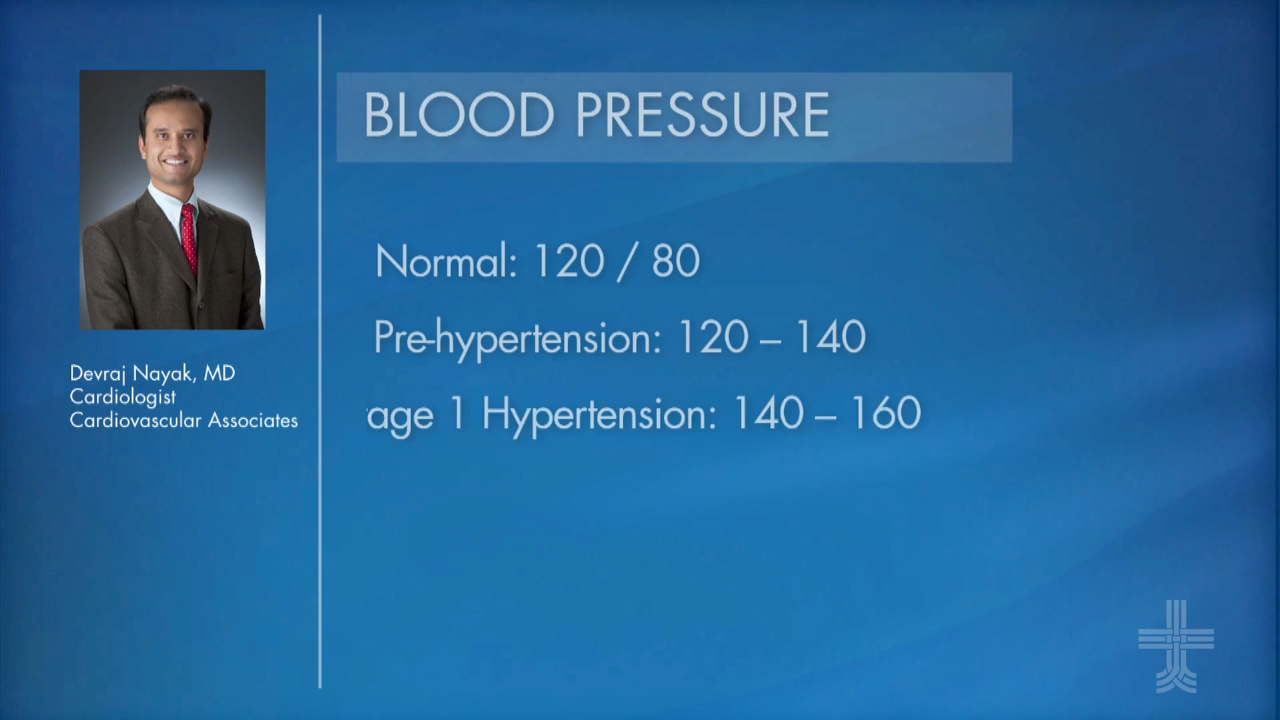 BLOOD PRESSURE
Normal: 120 / 80
Pre-hypertension: 120 – 140
age 1 Hypertension: 140 – 160
Devraj Nayak, MD
Cardiologist
Cardiovascular Associates